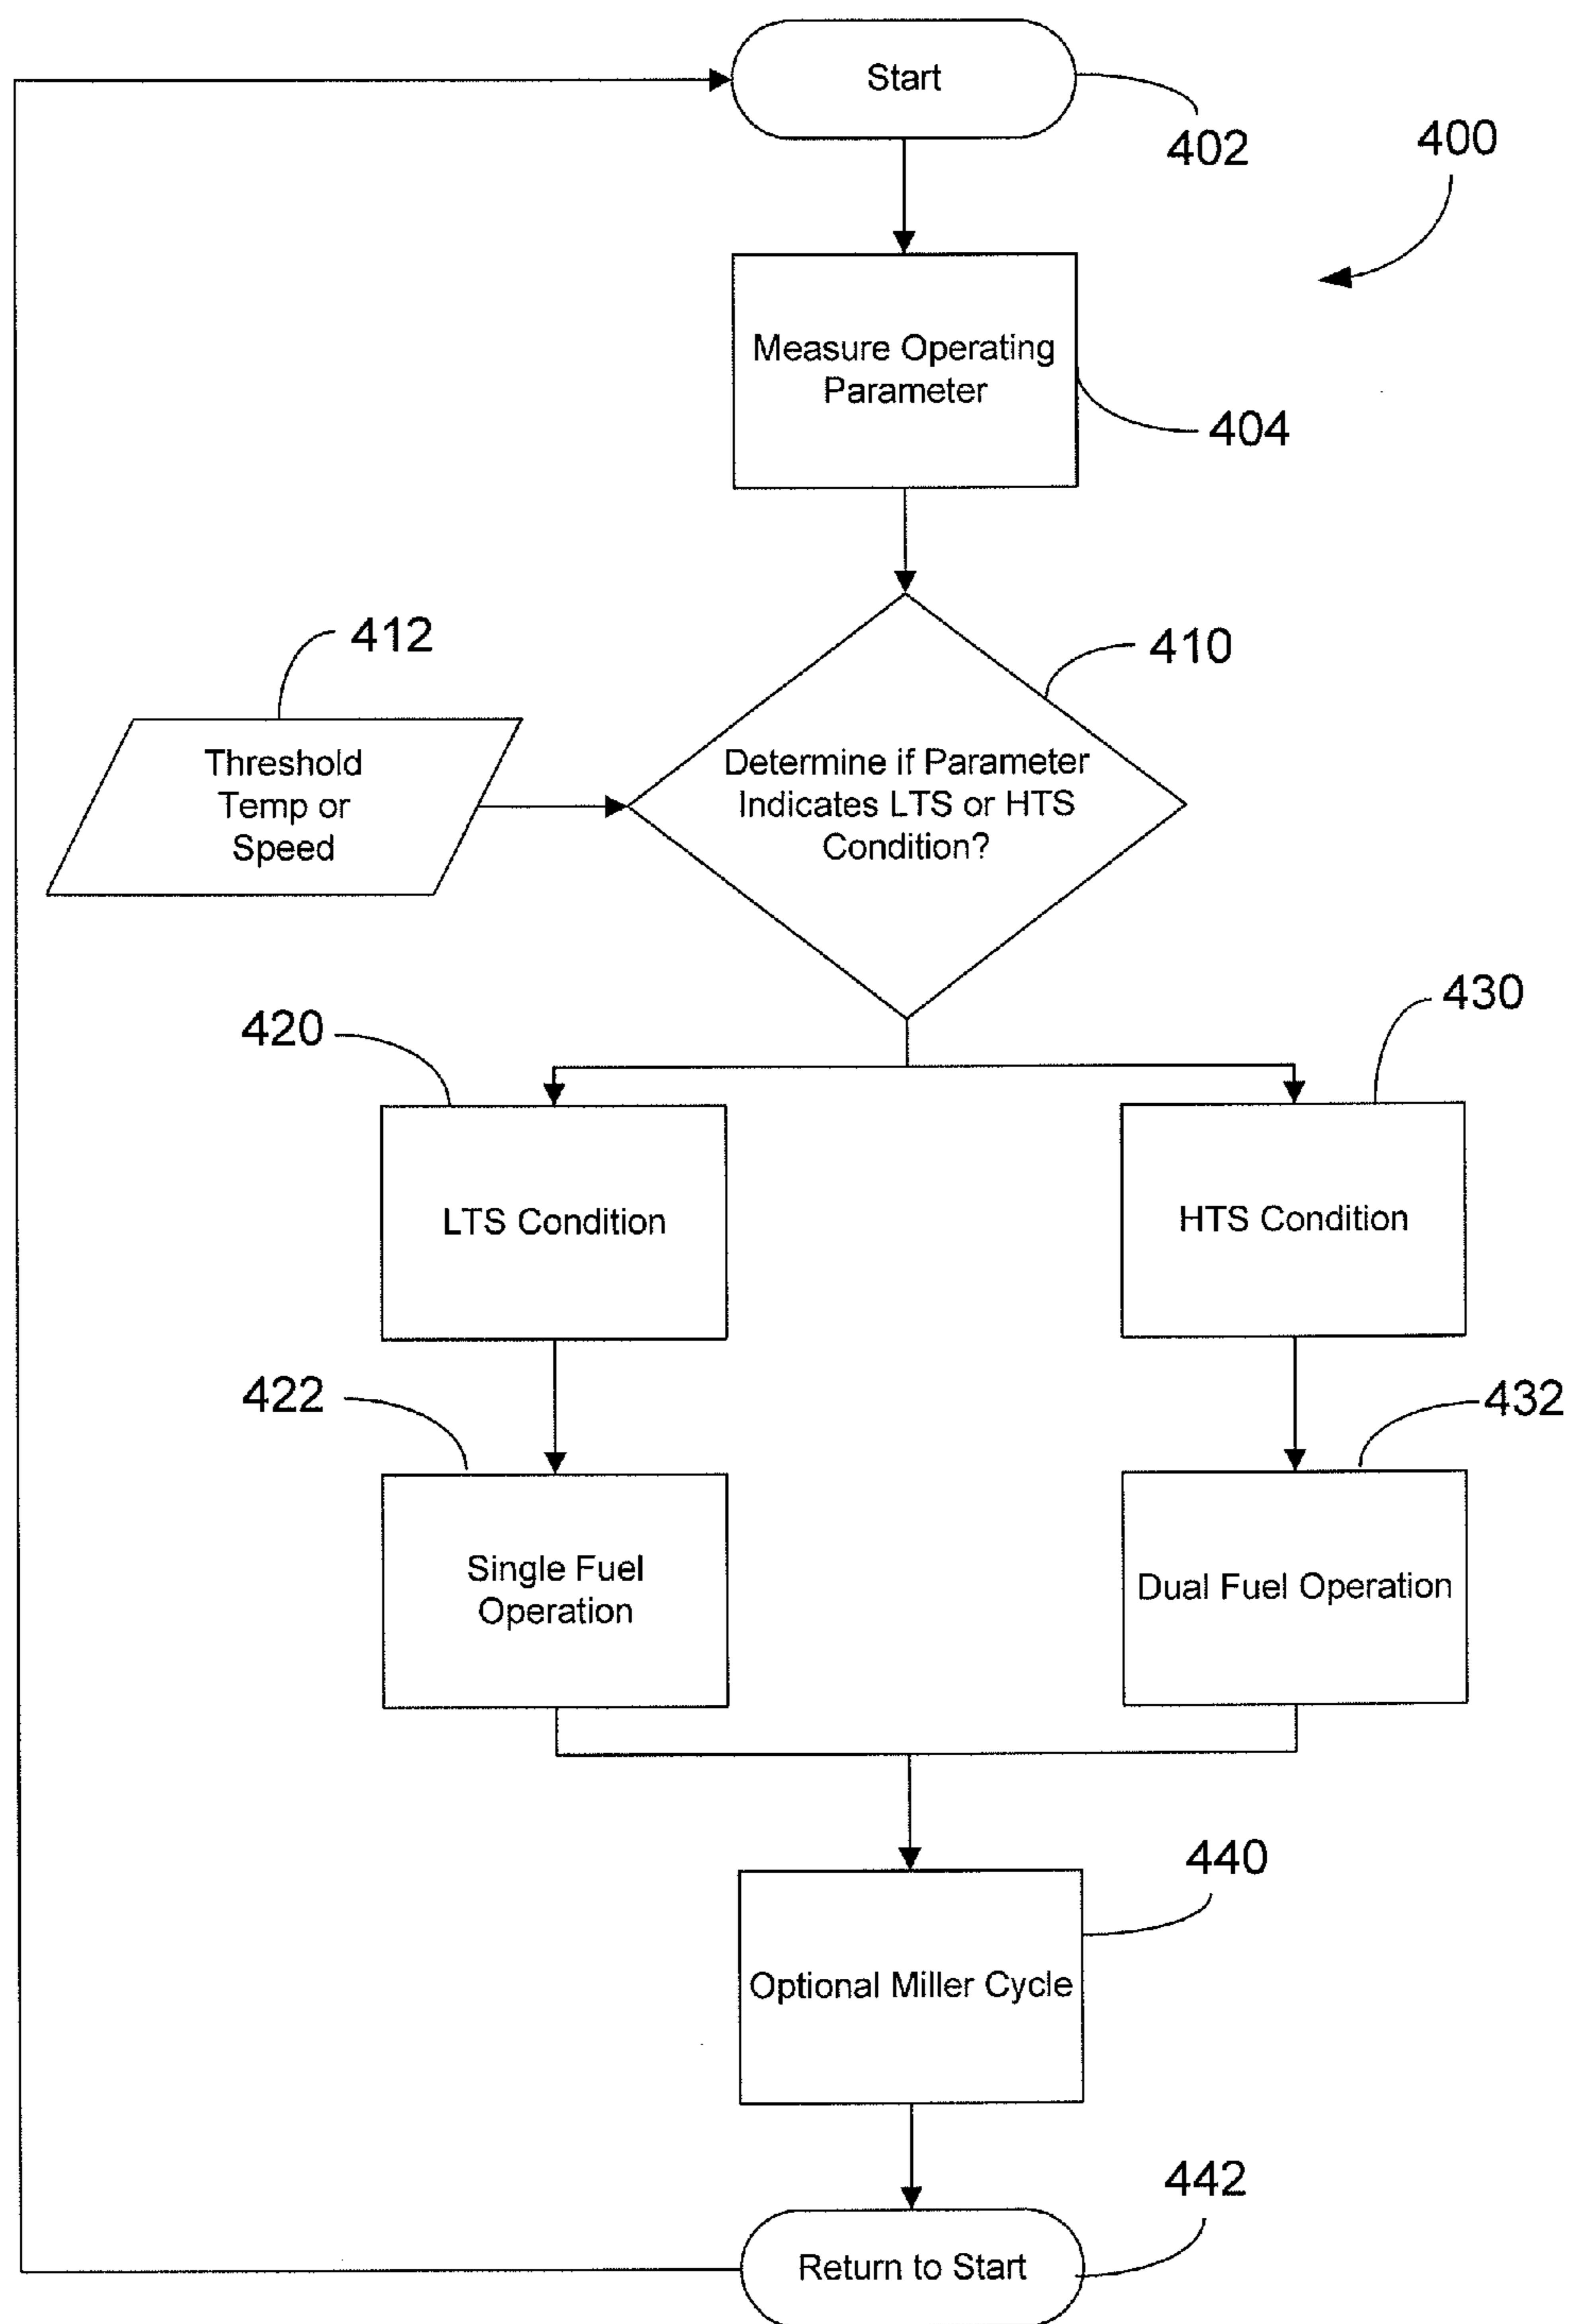 Start
402
400
Measure Operating
Parameter
404
412
410
Threshold
Temp or
Speed
Determine if Parameter
Indicates LTS or HTS
Condition?
420
430
LTS Condition
HTS Condition
422
432
Single Fuel
Operation
Dual Fuel Operation
440
Optional Miller Cycle
442
Return to Start